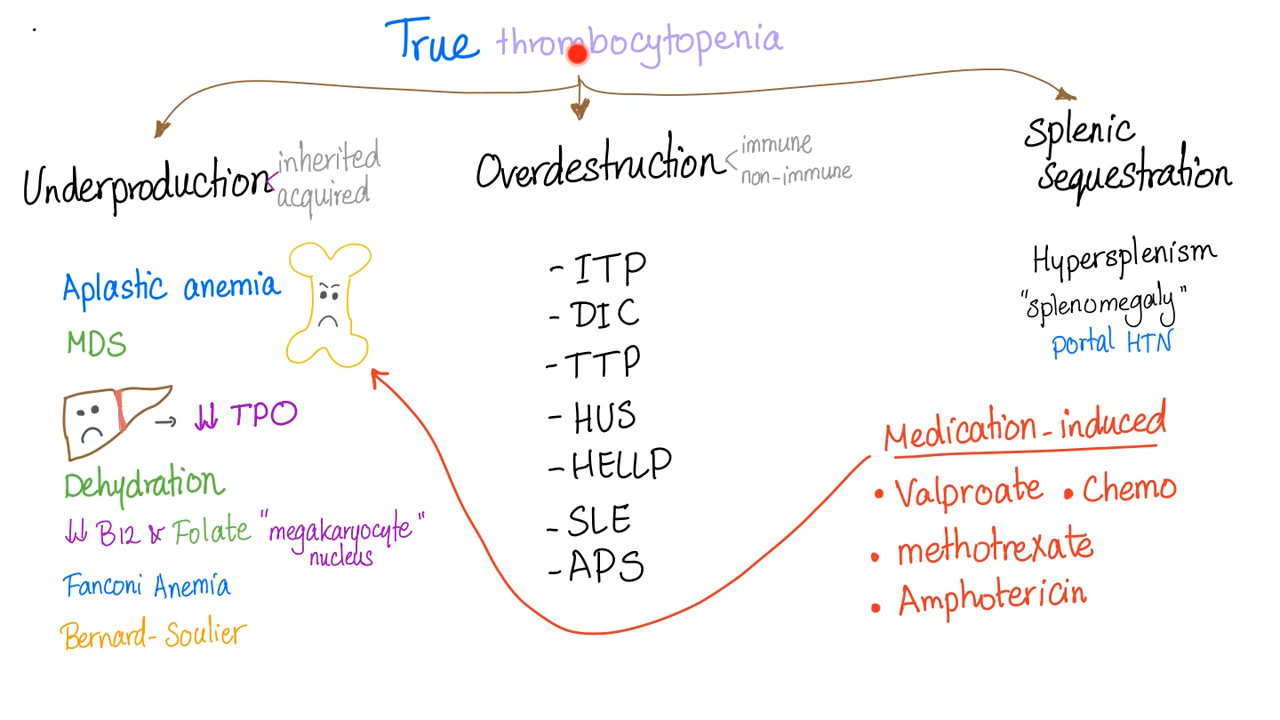 True thrombocytopenia
Underproduction
inherited
acquired
Aplastic anemia
MDS
→ ↓↓ TPO
Dehydration
↓↓ B12 & Folate "megakaryocyte"
nucleus
Fanconi Anemia
Bernard-Soulier
Overdestruction
immune
non-immune
- ITP
- DIC
- TTP
- HUS
- HELLP
- SLE
- APS
Splenic
sequestration
Hypersplenism
"splenomegaly"
portal HTN
Medication-induced
• Valproate • Chemo
• methotrexate
• Amphotericin